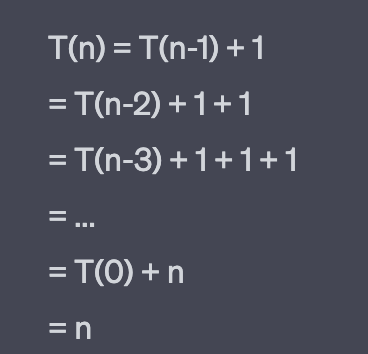 T(n) = T(n-1) + 1
= T(n-2) + 1 + 1
= T(n-3) + 1 + 1 + 1
= ...
= T(0) + n
= n